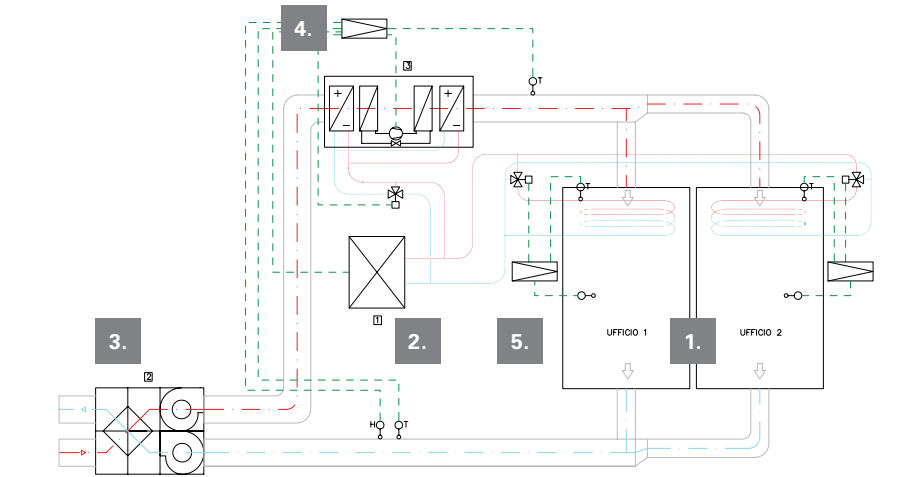 4.
T
3
+
+
−
−
T
T
1
UFFICIO 1
UFFICIO 2
3.
2.
5.
1.
2
H
T